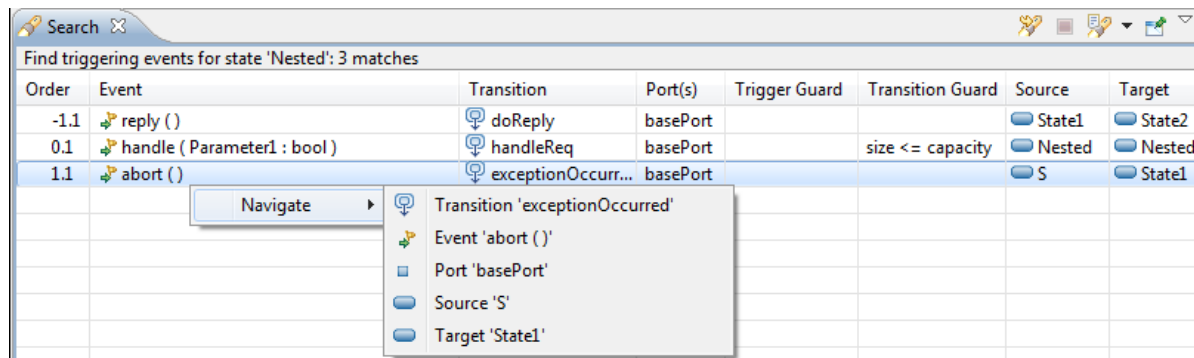 Search
Find triggering events for state 'Nested': 3 matches
Order Event Transition Port(s) Trigger Guard Transition Guard Source Target
-1.1 reply ( ) doReply basePort State1 State2
0.1 handle ( Parameter1 : bool ) handleReq basePort size <= capacity Nested Nested
1.1 abort ( ) exceptionOccurr... basePort S State1
Navigate
Transition 'exceptionOccurred'
Event 'abort ( )'
Port 'basePort'
Source 'S'
Target 'State1'